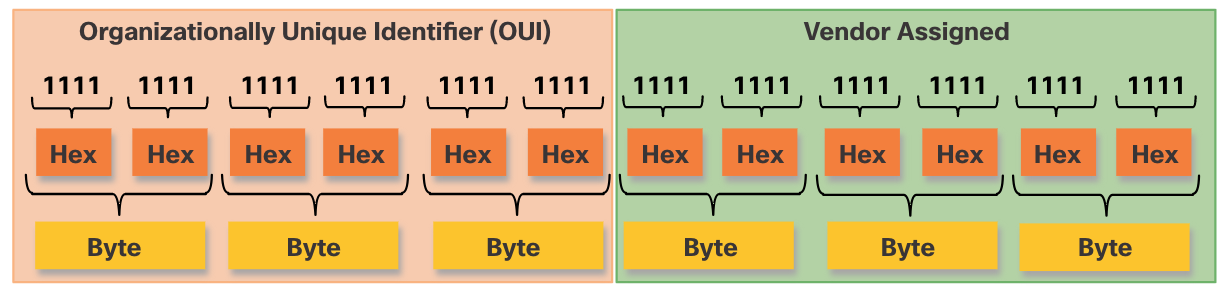 Organizationally Unique Identifier (OUI) Vendor Assigned
1111 1111 1111 1111 1111 1111 1111 1111 1111 1111 1111 1111
Hex Hex Hex Hex Hex Hex Hex Hex Hex Hex Hex Hex
Byte Byte Byte Byte Byte Byte